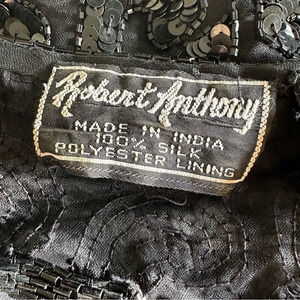 Robert Anthony
MADE IN INDIA
100% SILK
POLYESTER LINING